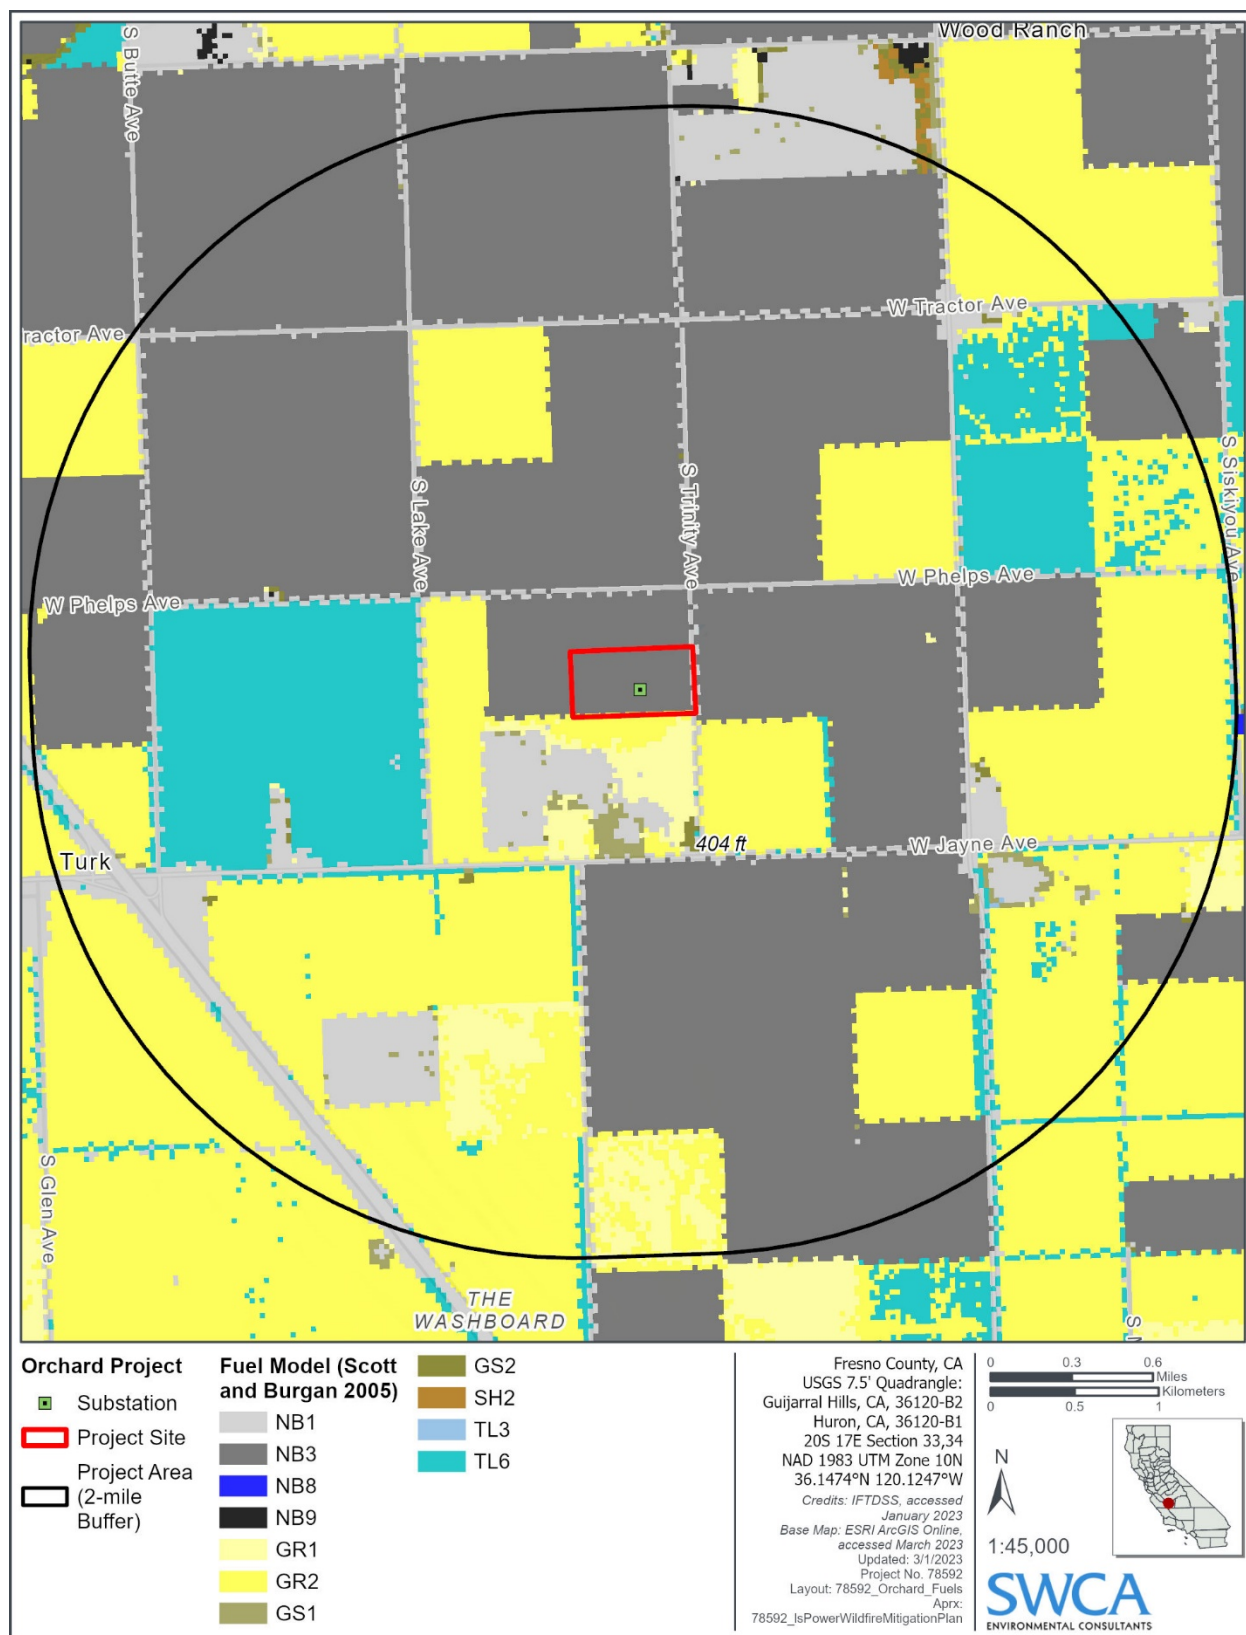 Wood Ranch
S Butte Ave
W Tractor Ave
ractor Ave
S Siskiyou Ave
S Lake Ave
S Trinity Ave
W Phelps Ave
W Phelps Ave
404 ft
W Jayne Ave
Turk
S Glen Ave
THE
WASHBOARD
Orchard Project
Substation
Project Site
Project Area
(2-mile
Buffer)
Fuel Model (Scott
and Burgan 2005)
NB1
NB3
NB8
NB9
GR1
GR2
GS1
GS2
SH2
TL3
TL6
Fresno County, CA
USGS 7.5' Quadrangle:
Guijarral Hills, CA, 36120-B2
Huron, CA, 36120-B1
20S 17E Section 33,34
NAD 1983 UTM Zone 10N
36.1474°N 120.1247°W
Credits: IFTDSS, accessed
January 2023
Base Map: ESRI ArcGIS Online,
accessed March 2023
Updated: 3/1/2023
Project No. 78592
Layout: 78592_Orchard_Fuels
Aprx:
78592_IsPowerWildfireMitigationPlan
0 0.3 0.6
Miles
Kilometers
0 0.5 1
N
1:45,000
SWCA
ENVIRONMENTAL CONSULTANTS